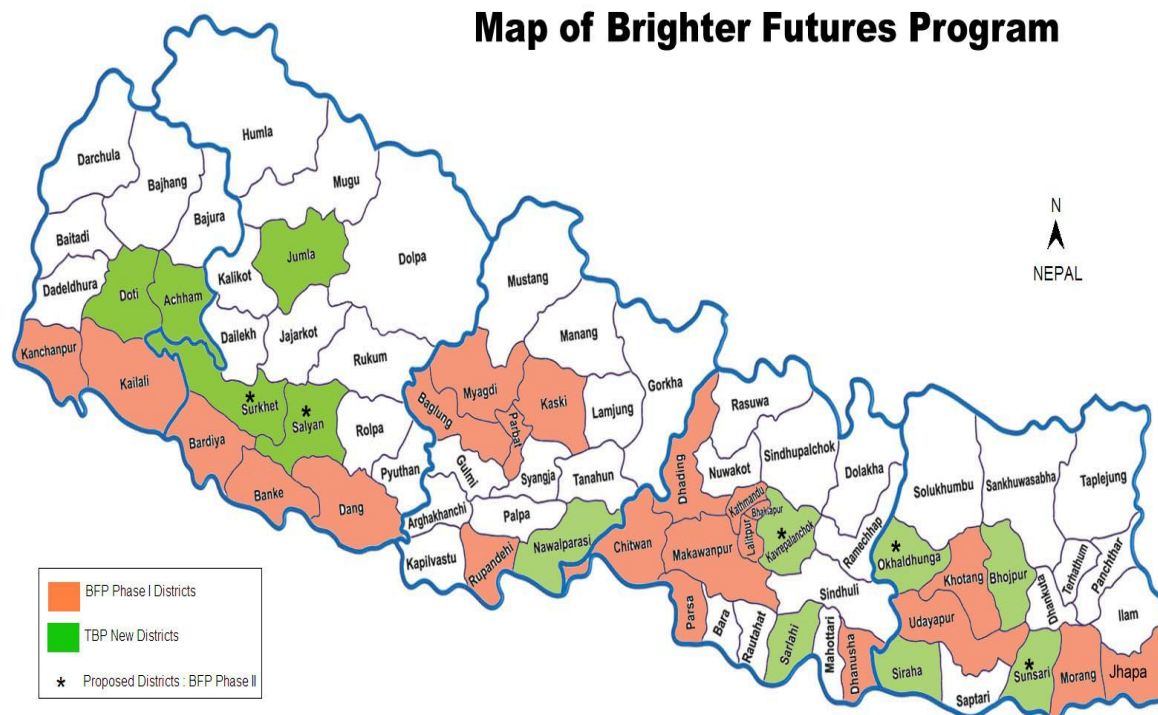 Map of Brighter Futures Program
N
NEPAL
Humla
Darchula
Mugu
Bajhang
Bajura
Baitadi
Jumla
Dolpa
Kalikot
Mustang
Dadeldhura
Doti
Achham
Manang
Dailekh
Jajarkot
Kanchanpur
Rukum
Kailali
Gorkha
Myagdi
Kaski
Baglung
Lamjung
Rasuwa
*
Surkhet
*
Salyan
Parbat
Rolpa
Bardiya
Sindhupalchok
Dolakha
Pyuthan
Gulmi
Syangja
Tanahun
Dhading
Nuwakot
Solukhumbu
Sankhuwasabha
Taplejung
Banke
Dang
Arghakhanchi
Palpa
Kathmandu
Bhaktapur
Lalitpur
*
Kavrepalanchok
Ramechhap
*
Okhaldhunga
Kapilvastu
Rupandehi
Nawalparasi
Chitwan
Makawanpur
Khotang
Bhojpur
Dhankuta
Terhathum
Panchthar
Sindhuli
Parsa
Bara
Rautahat
Sarlahi
Mahottari
Dhanusha
Udayapur
Ilam
Siraha
Saptari
*
Sunsari
Morang
Jhapa
BFP Phase I Districts
TBP New Districts
* Proposed Districts : BFP Phase II